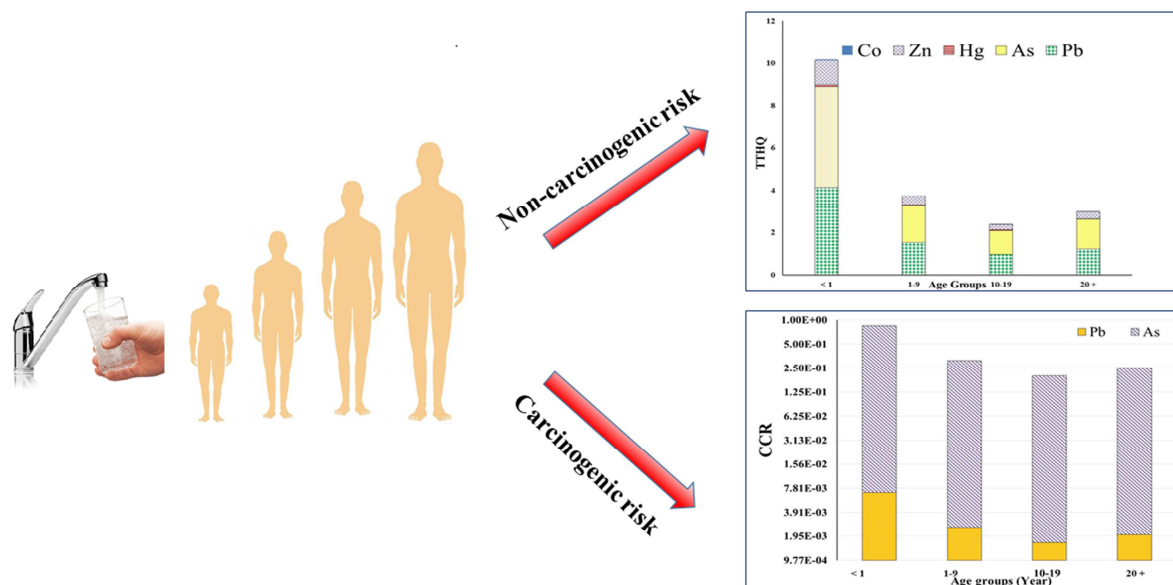 Non-carcinogenic risk
Carcinogenic risk
12
10
8
6
4
2
0
TTHQ
Co Zn Hg As Pb
< 1 1-9 10-19 20 +
Age Groups
1.00E+00
5.00E-01
2.50E-01
1.25E-01
6.25E-02
3.13E-02
1.56E-02
7.81E-03
3.91E-03
1.95E-03
9.77E-04
CCR
Pb As
< 1 1-9 10-19 20 +
Age groups (Year)